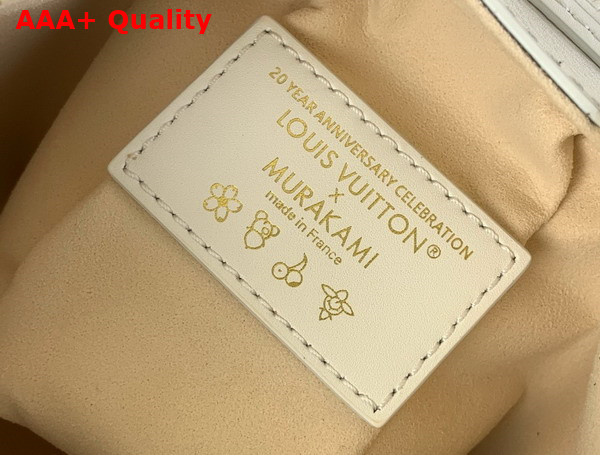 AAA+ Quality
20 YEAR ANNIVERSARY CELEBRATION
LOUIS VUITTON®
x
MURAKAMI
made in France